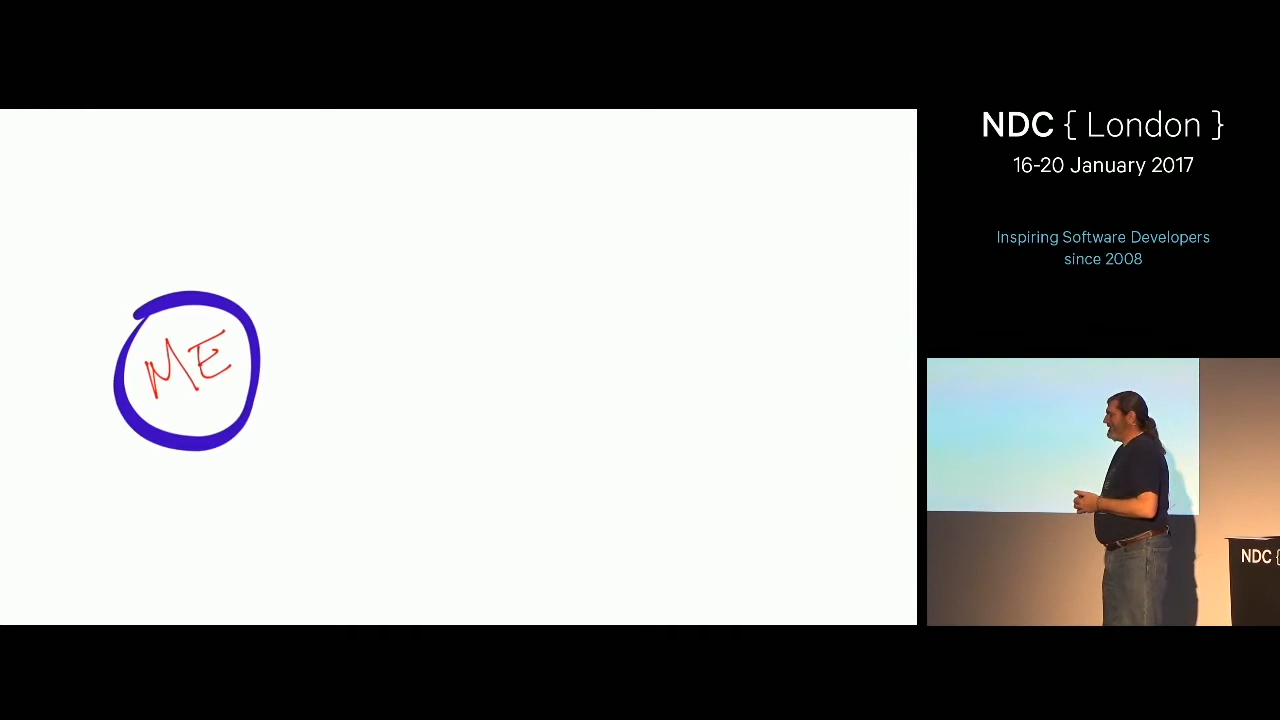 ME
NDC { London }
16-20 January 2017
Inspiring Software Developers
since 2008
NDC {